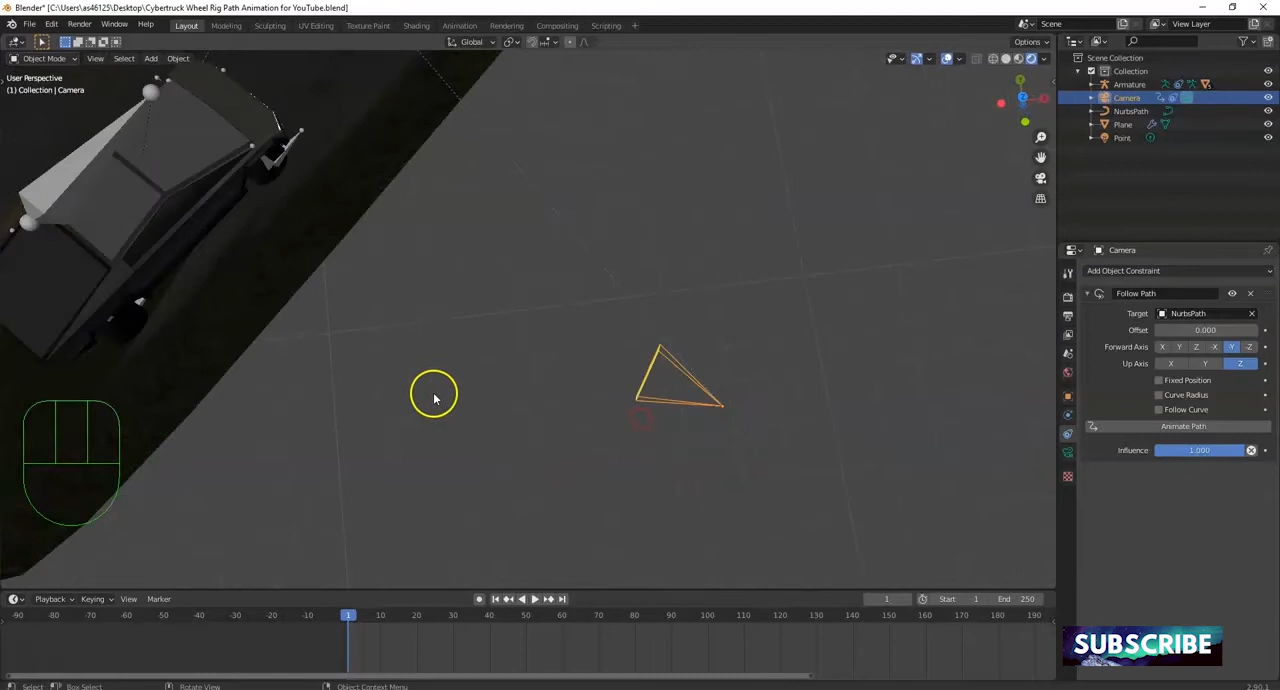 Blender* [C:\Users\as46125\Desktop\Cybertruck Wheel Rig Path Animation for YouTube.blend]
File Edit Render Window Help Layout Modeling Sculpting UV Editing Texture Paint Shading Animation Rendering Compositing Scripting + Scene View Layer
Global Options
Object Mode View Select Add Object
User Perspective
(1) Collection | Camera
Scene Collection
Collection
Armature
Camera
NurbsPath
Plane
Point
Camera
Add Object Constraint
Follow Path
Target NurbsPath
Offset 0.000
Forward Axis X Y Z -X -Y -Z
Up Axis X Y Z
Fixed Position
Curve Radius
Follow Curve
Animate Path
Influence 1.000
Playback Keying View Marker 1 Start 1 End 250
-90 -80 -70 -60 -50 -40 -30 -20 -10 1 10 20 30 40 50 60 70 80 90 100 110 120 130 140 150 160 170 180 190
SUBSCRIBE
Select Box Select Rotate View Object Context Menu 2.90.1